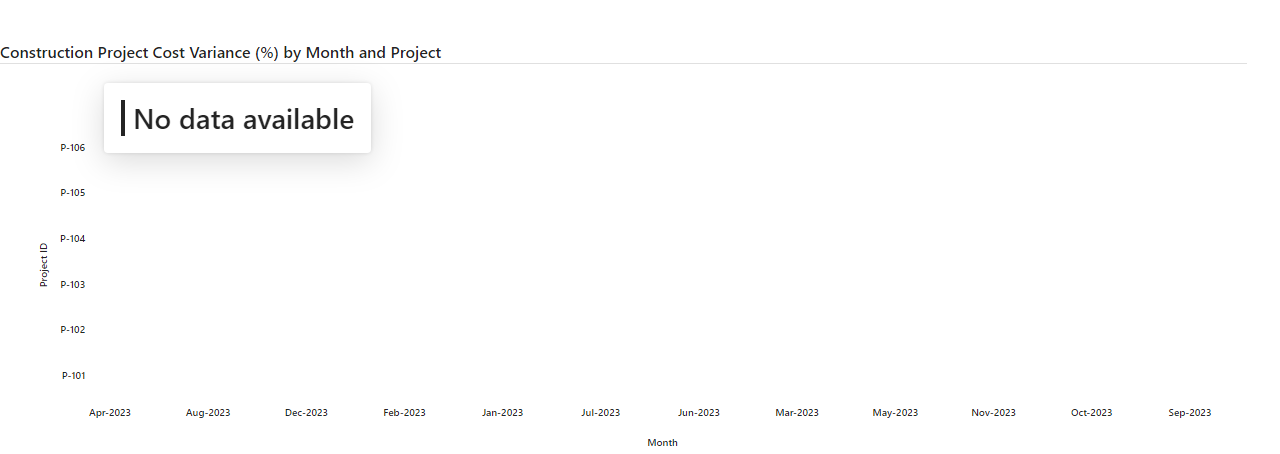 Construction Project Cost Variance (%) by Month and Project
No data available
P-106
P-105
P-104
Project ID
P-103
P-102
P-101
Apr-2023 Aug-2023 Dec-2023 Feb-2023 Jan-2023 Jul-2023 Jun-2023 Mar-2023 May-2023 Nov-2023 Oct-2023 Sep-2023
Month